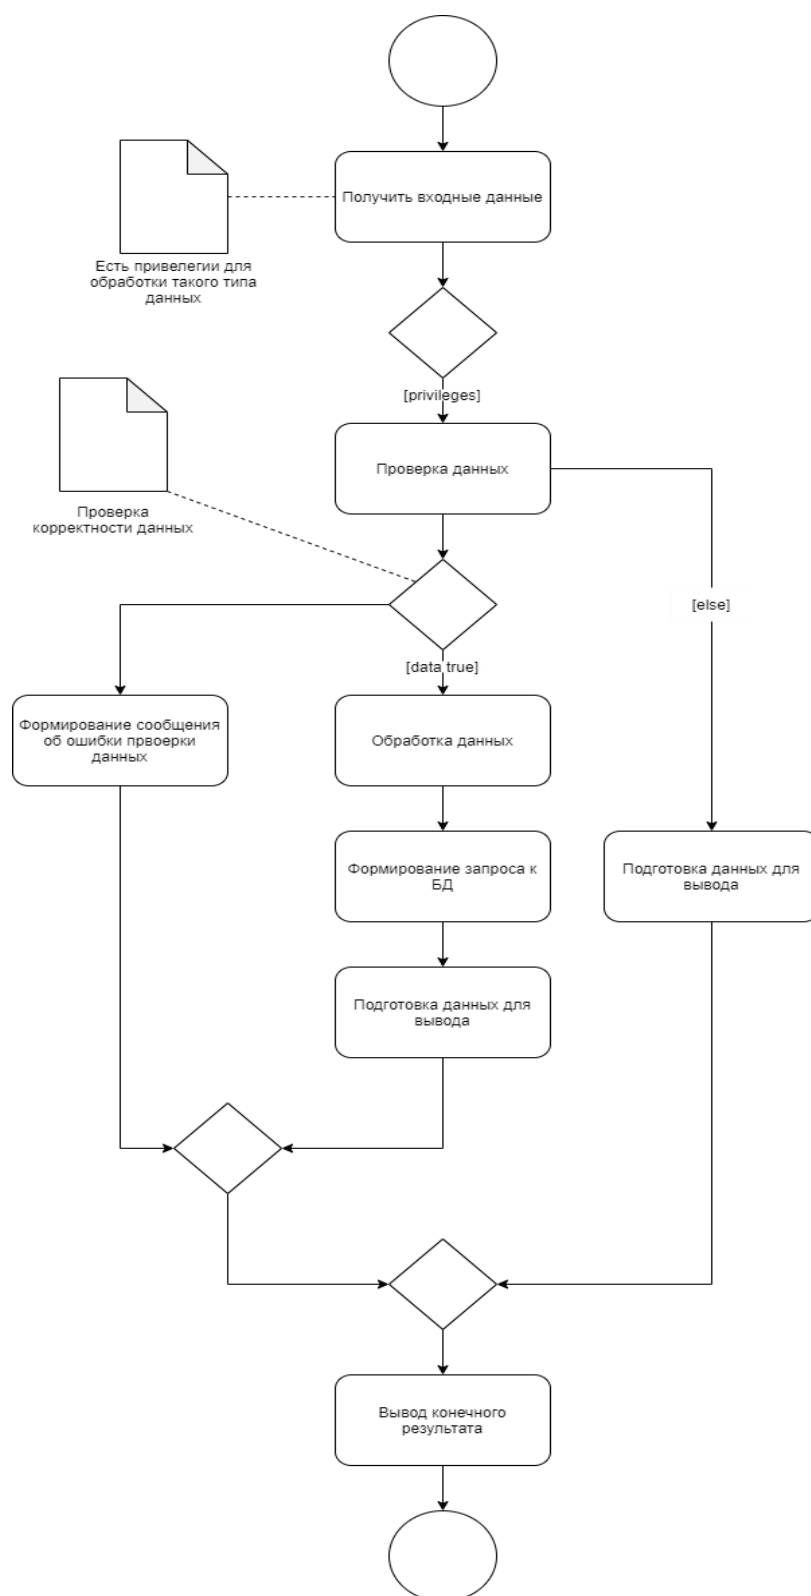 Получить входные данные
Есть привелегии для
обработки такого типа
данных
[privileges]
Проверка данных
Проверка
корректности данных
[else]
[data true]
Формирование сообщения
об ошибки првоерки
данных
Обработка данных
Формирование запроса к
БД
Подготовка данных для
вывода
Подготовка данных для
вывода
Вывод конечного
результата